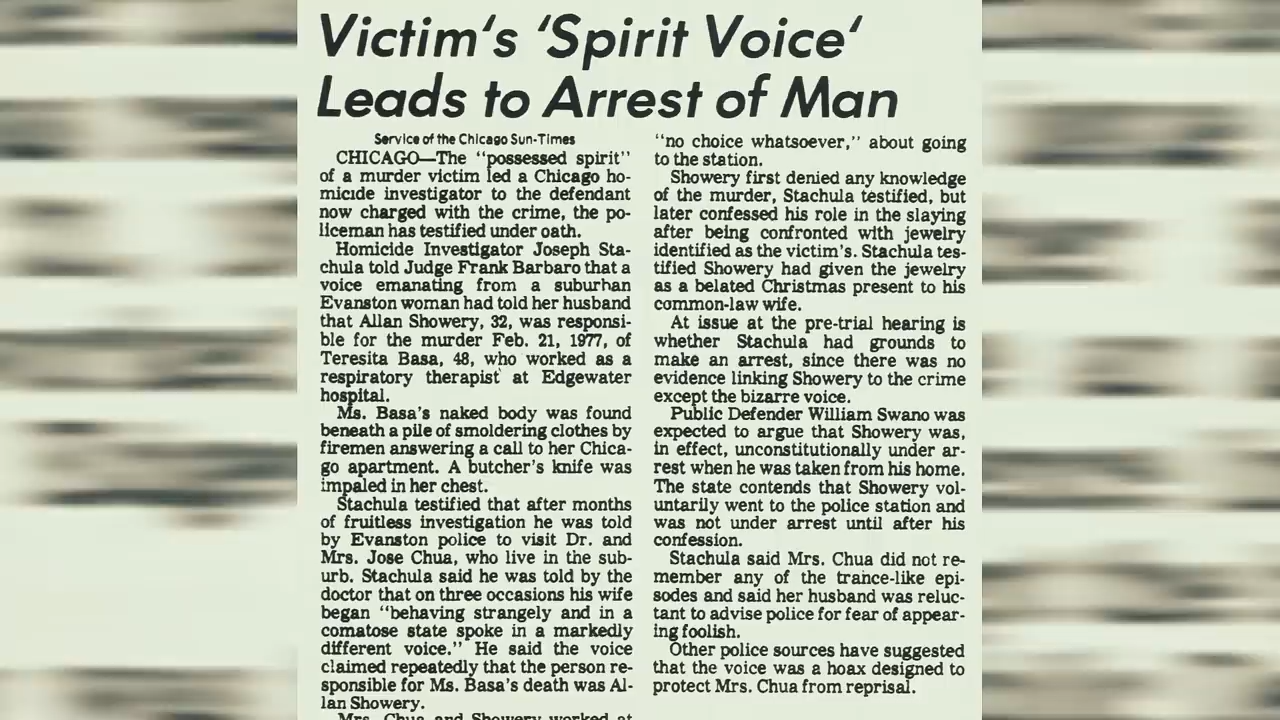 Victim's 'Spirit Voice'
Leads to Arrest of Man
Service of the Chicago Sun-Times
CHICAGO—The "possessed spirit"
of a murder victim led a Chicago ho-
micide investigator to the defendant
now charged with the crime, the po-
liceman has testified under oath.
Homicide Investigator Joseph Sta-
chula told Judge Frank Barbaro that a
voice emanating from a suburban
Evanston woman had told her husband
that Allan Showery, 32, was responsi-
ble for the murder Feb. 21, 1977, of
Teresita Basa, 48, who worked as a
respiratory therapist at Edgewater
hospital.
Ms. Basa's naked body was found
beneath a pile of smoldering clothes by
firemen answering a call to her Chica-
go apartment. A butcher's knife was
impaled in her chest.
Stachula testified that after months
of fruitless investigation he was told
by Evanston police to visit Dr. and
Mrs. Jose Chua, who live in the sub-
urb. Stachula said he was told by the
doctor that on three occasions his wife
began "behaving strangely and in a
comatose state spoke in a markedly
different voice." He said the voice
claimed repeatedly that the person re-
sponsible for Ms. Basa's death was Al-
lan Showery.
Mrs. Chua and Showery worked at
"no choice whatsoever," about going
to the station.
Showery first denied any knowledge
of the murder, Stachula testified, but
later confessed his role in the slaying
after being confronted with jewelry
identified as the victim's. Stachula tes-
tified Showery had given the jewelry
as a belated Christmas present to his
common-law wife.
At issue at the pre-trial hearing is
whether Stachula had grounds to
make an arrest, since there was no
evidence linking Showery to the crime
except the bizarre voice.
Public Defender William Swano was
expected to argue that Showery was,
in effect, unconstitutionally under ar-
rest when he was taken from his home.
The state contends that Showery vol-
untarily went to the police station and
was not under arrest until after his
confession.
Stachula said Mrs. Chua did not re-
member any of the trance-like epi-
sodes and said her husband was reluc-
tant to advise police for fear of appear-
ing foolish.
Other police sources have suggested
that the voice was a hoax designed to
protect Mrs. Chua from reprisal.